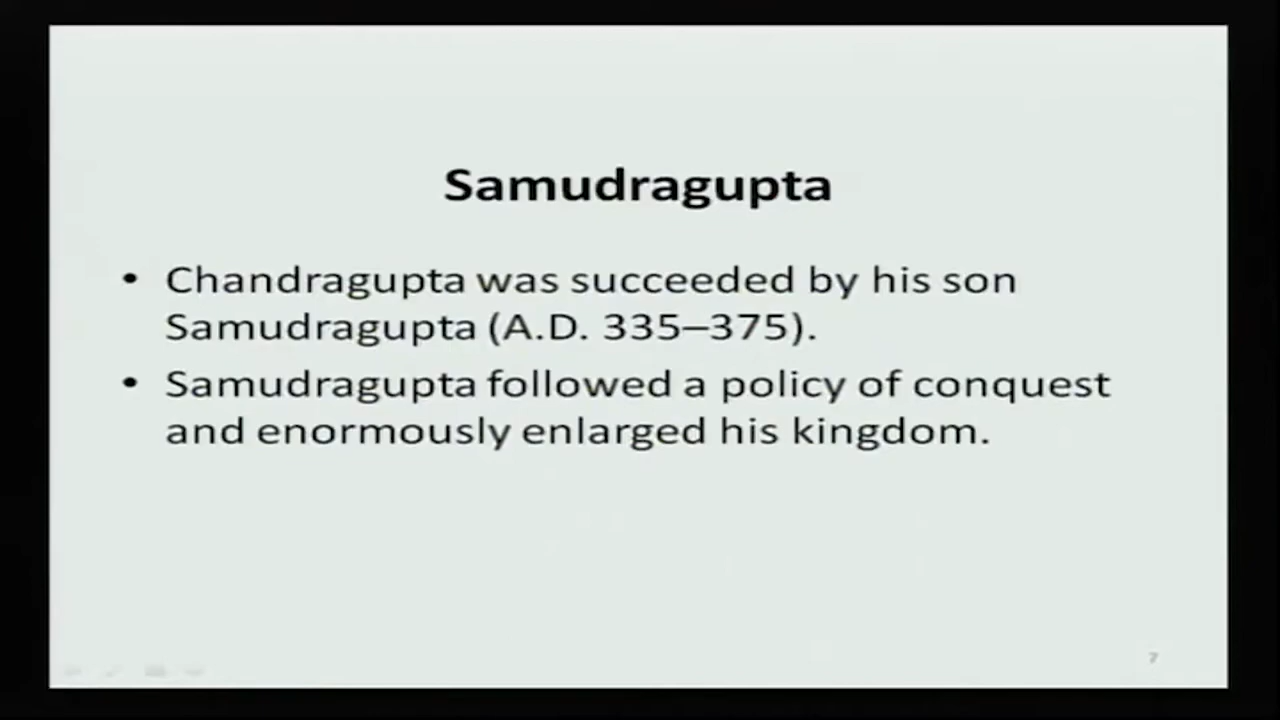 Samudragupta
• Chandragupta was succeeded by his son
Samudragupta (A.D. 335–375).
• Samudragupta followed a policy of conquest
and enormously enlarged his kingdom.
7